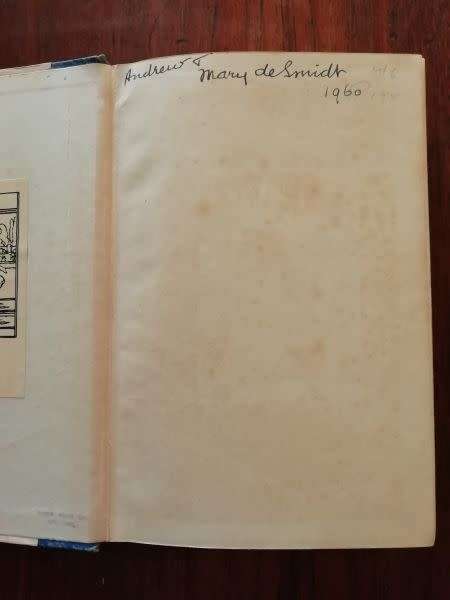 Andrew &
Mary de Smidt
1960